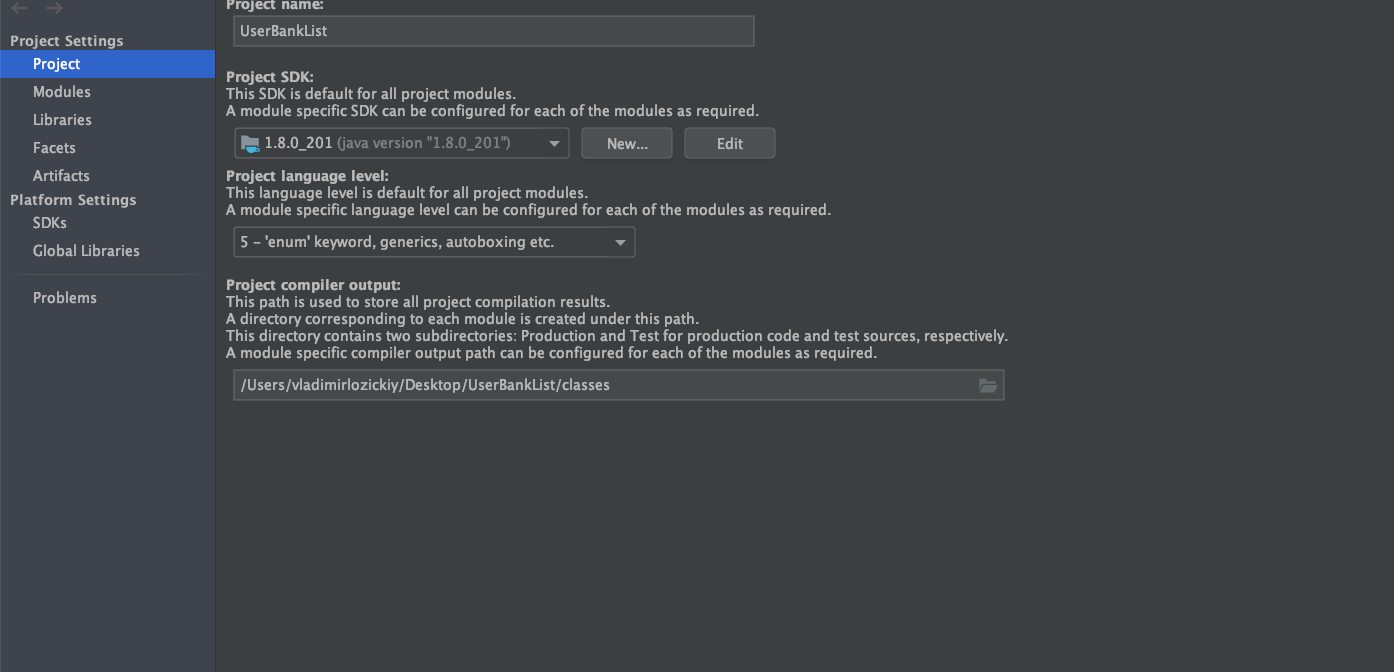 Project Settings
Project
Modules
Libraries
Facets
Artifacts
Platform Settings
SDKs
Global Libraries
Problems
Project name:
UserBankList
Project SDK:
This SDK is default for all project modules.
A module specific SDK can be configured for each of the modules as required.
1.8.0_201 (java version "1.8.0_201")
New...
Edit
Project language level:
This language level is default for all project modules.
A module specific language level can be configured for each of the modules as required.
5 – 'enum' keyword, generics, autoboxing etc.
Project compiler output:
This path is used to store all project compilation results.
A directory corresponding to each module is created under this path.
This directory contains two subdirectories: Production and Test for production code and test sources, respectively.
A module specific compiler output path can be configured for each of the modules as required.
/Users/vladimirlozickiy/Desktop/UserBankList/classes